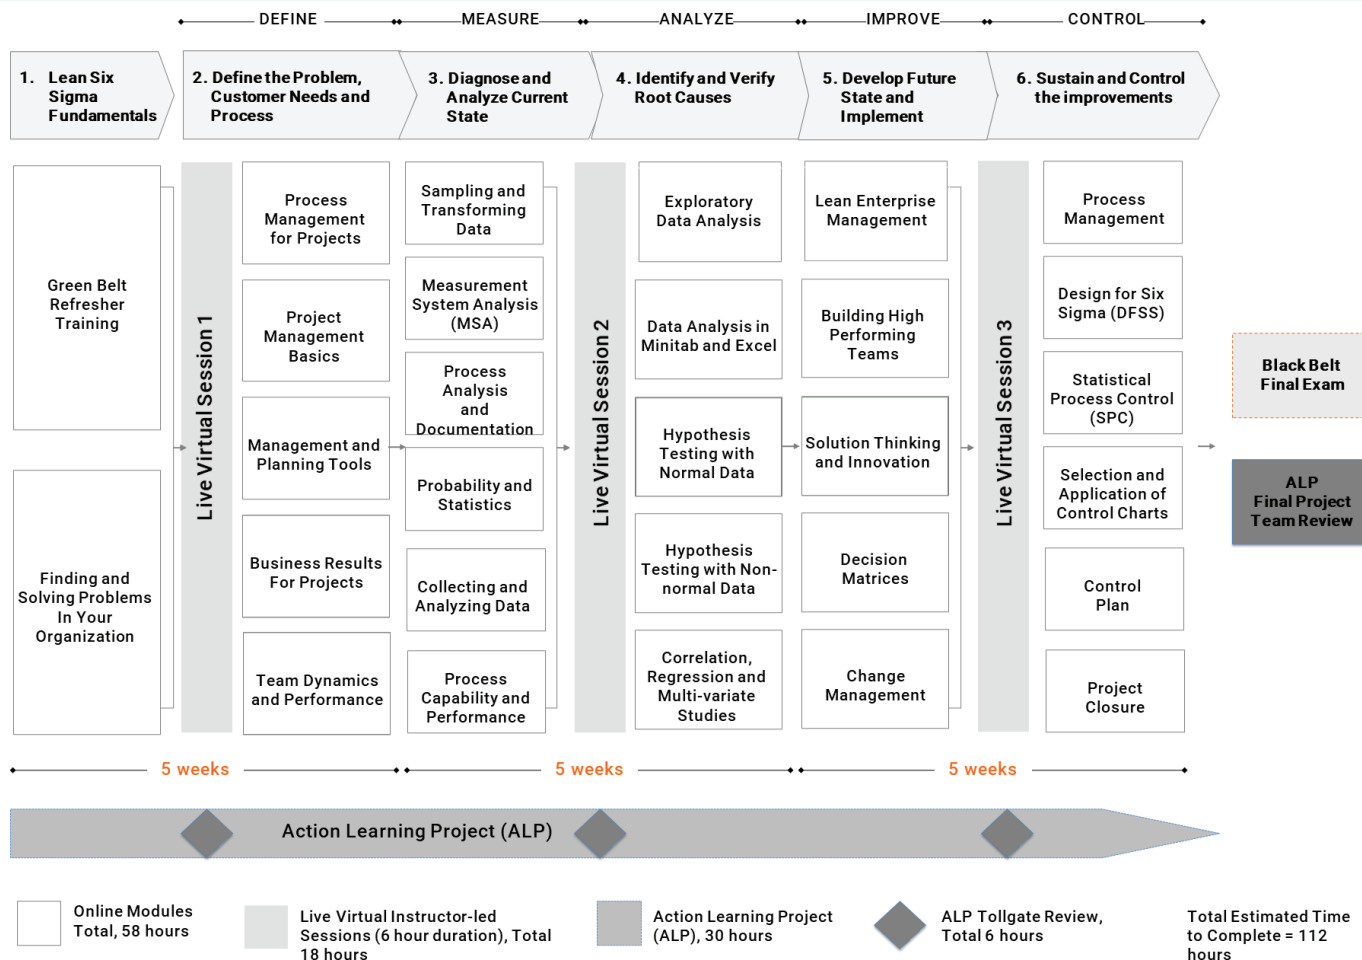 DEFINE
MEASURE
ANALYZE
IMPROVE
CONTROL
1. Lean Six
Sigma
Fundamentals
2. Define the Problem,
Customer Needs and
Process
3. Diagnose and
Analyze Current
State
4. Identify and Verify
Root Causes
5. Develop Future
State and
Implement
6. Sustain and Control
the improvements
Green Belt
Refresher
Training
Finding and
Solving Problems
In Your
Organization
Live Virtual Session 1
Process
Management
for Projects
Project
Management
Basics
Management and
Planning Tools
Business Results
For Projects
Team Dynamics
and Performance
Sampling and
Transforming
Data
Measurement
System Analysis
(MSA)
Process
Analysis
and
Documentation
Probability and
Statistics
Collecting and
Analyzing Data
Process
Capability and
Performance
Live Virtual Session 2
Exploratory
Data Analysis
Data Analysis in
Minitab and Excel
Hypothesis
Testing with
Normal Data
Hypothesis
Testing with Non-
normal Data
Correlation,
Regression and
Multi-variate
Studies
Lean Enterprise
Management
Building High
Performing
Teams
Solution Thinking
and Innovation
Decision
Matrices
Change
Management
Live Virtual Session 3
Process
Management
Design for Six
Sigma (DFSS)
Statistical
Process Control
(SPC)
Selection and
Application of
Control Charts
Control
Plan
Project
Closure
Black Belt
Final Exam
ALP
Final Project
Team Review
5 weeks
5 weeks
5 weeks
Action Learning Project (ALP)
Online Modules
Total, 58 hours
Live Virtual Instructor-led
Sessions (6 hour duration), Total
18 hours
Action Learning Project
(ALP), 30 hours
ALP Tollgate Review,
Total 6 hours
Total Estimated Time
to Complete = 112
hours